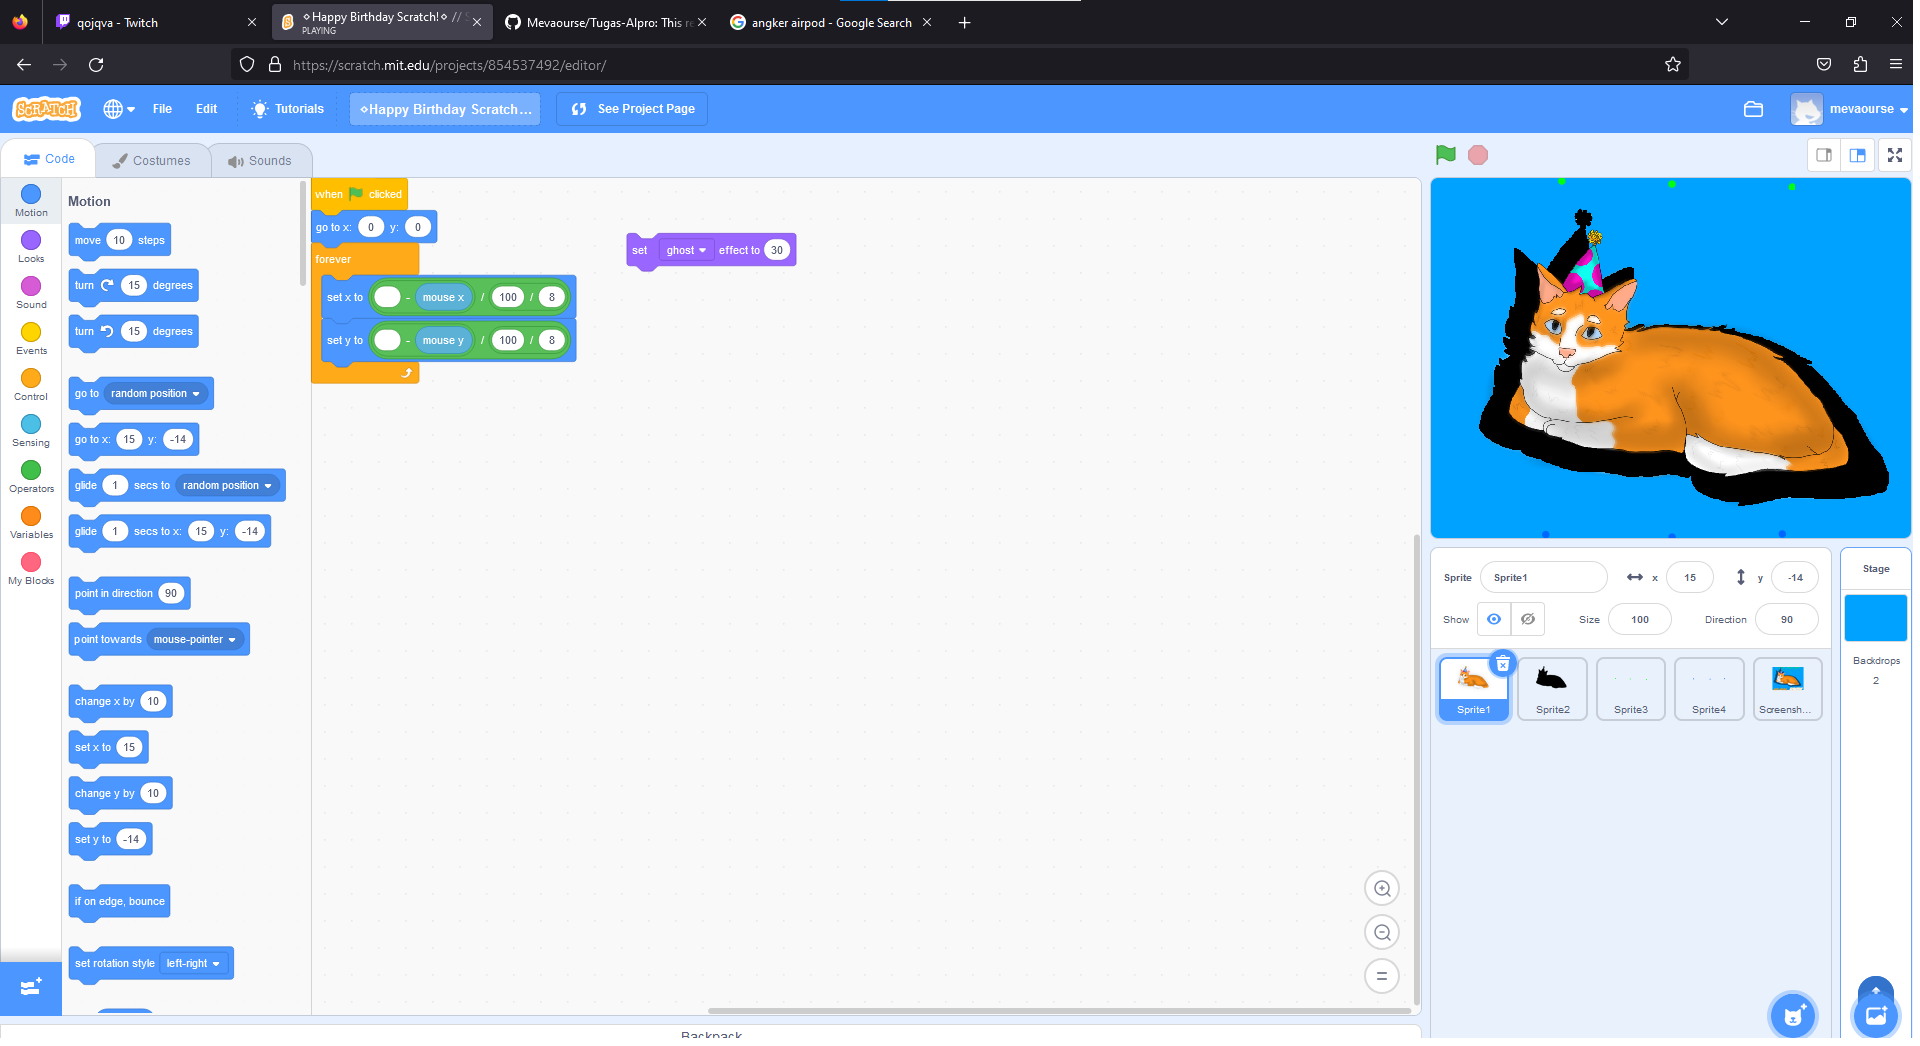 qojqva - Twitch
⋄Happy Birthday Scratch!⋄ // S
PLAYING
Mevaourse/Tugas-Alpro: This re
angker airpod - Google Search
https://scratch.mit.edu/projects/854537492/editor/
SCRATCH
File
Edit
Tutorials
⋄Happy Birthday Scratch...
See Project Page
mevaourse
Code
Costumes
Sounds
Motion
Looks
Sound
Events
Control
Sensing
Operators
Variables
My Blocks
Motion
move 10 steps
turn 15 degrees
turn 15 degrees
go to random position
go to x: 15 y: -14
glide 1 secs to random position
glide 1 secs to x: 15 y: -14
point in direction 90
point towards mouse-pointer
change x by 10
set x to 15
change y by 10
set y to -14
if on edge, bounce
set rotation style left-right
when clicked
go to x: 0 y: 0
forever
set x to - mouse x / 100 / 8
set y to - mouse y / 100 / 8
set ghost effect to 30
Backpack
Sprite Sprite1 x 15 y -14
Show Size 100 Direction 90
Sprite1
Sprite2
Sprite3
Sprite4
Screensh...
Stage
Backdrops
2